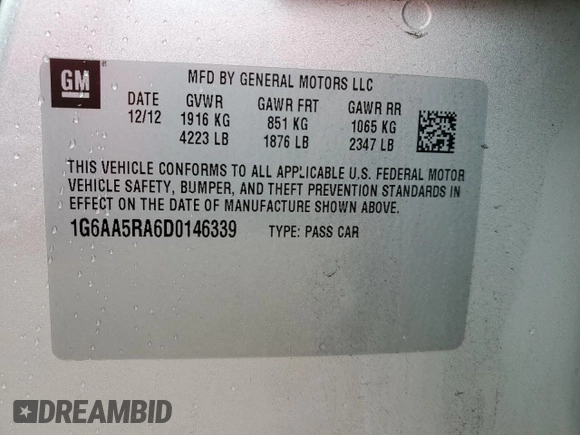 GM
MFD BY GENERAL MOTORS LLC
DATE GVWR GAWR FRT GAWR RR
12/12 1916 KG 851 KG 1065 KG
4223 LB 1876 LB 2347 LB
THIS VEHICLE CONFORMS TO ALL APPLICABLE U.S. FEDERAL MOTOR
VEHICLE SAFETY, BUMPER, AND THEFT PREVENTION STANDARDS IN
EFFECT ON THE DATE OF MANUFACTURE SHOWN ABOVE.
1G6AA5RA6D0146339 TYPE: PASS CAR
DREAMBID